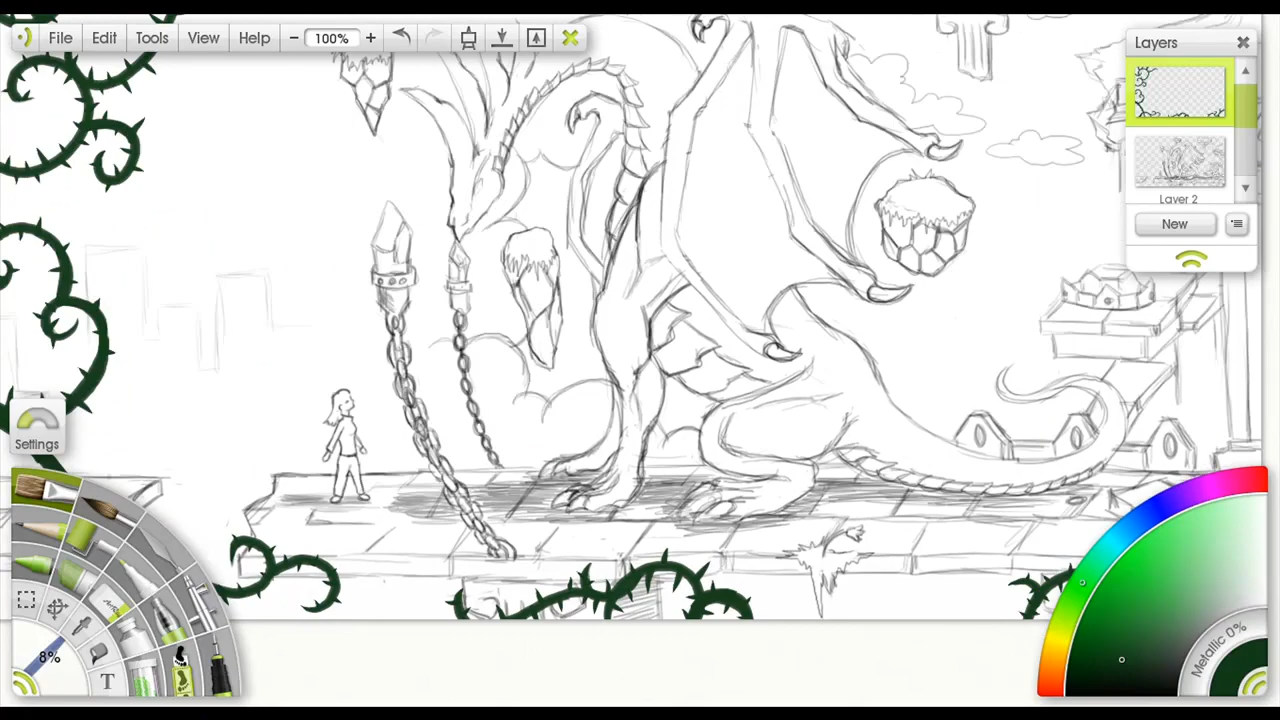 File Edit Tools View Help − 100% +
Layers
Layer 2
New
Settings
8%
T
Metallic 0%